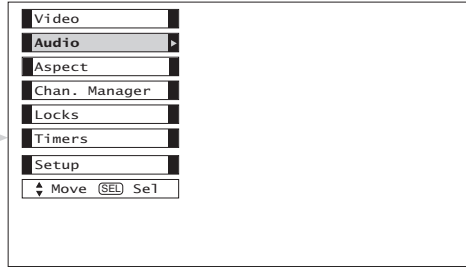 Video
Audio
Aspect
Chan. Manager
Locks
Timers
Setup
Move SEL Sel